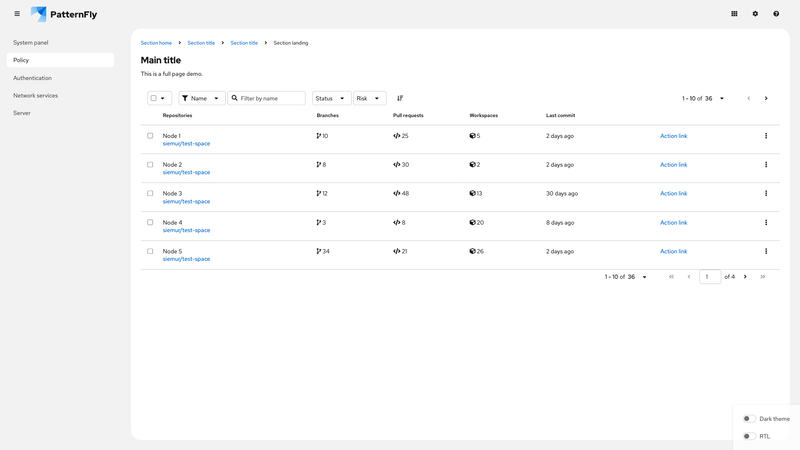 PatternFly
System panel
Policy
Authentication
Network services
Server
Section home Section title Section title Section landing
Main title
This is a full page demo.
Name Filter by name Status Risk 1 - 10 of 36
Repositories Branches Pull requests Workspaces Last commit
Node 1 10 25 5 2 days ago Action link
siemur/test-space
Node 2 8 30 2 2 days ago Action link
siemur/test-space
Node 3 12 48 13 30 days ago Action link
siemur/test-space
Node 4 3 8 20 8 days ago Action link
siemur/test-space
Node 5 34 21 26 2 days ago Action link
siemur/test-space
1 - 10 of 36 1 of 4
Dark theme
RTL